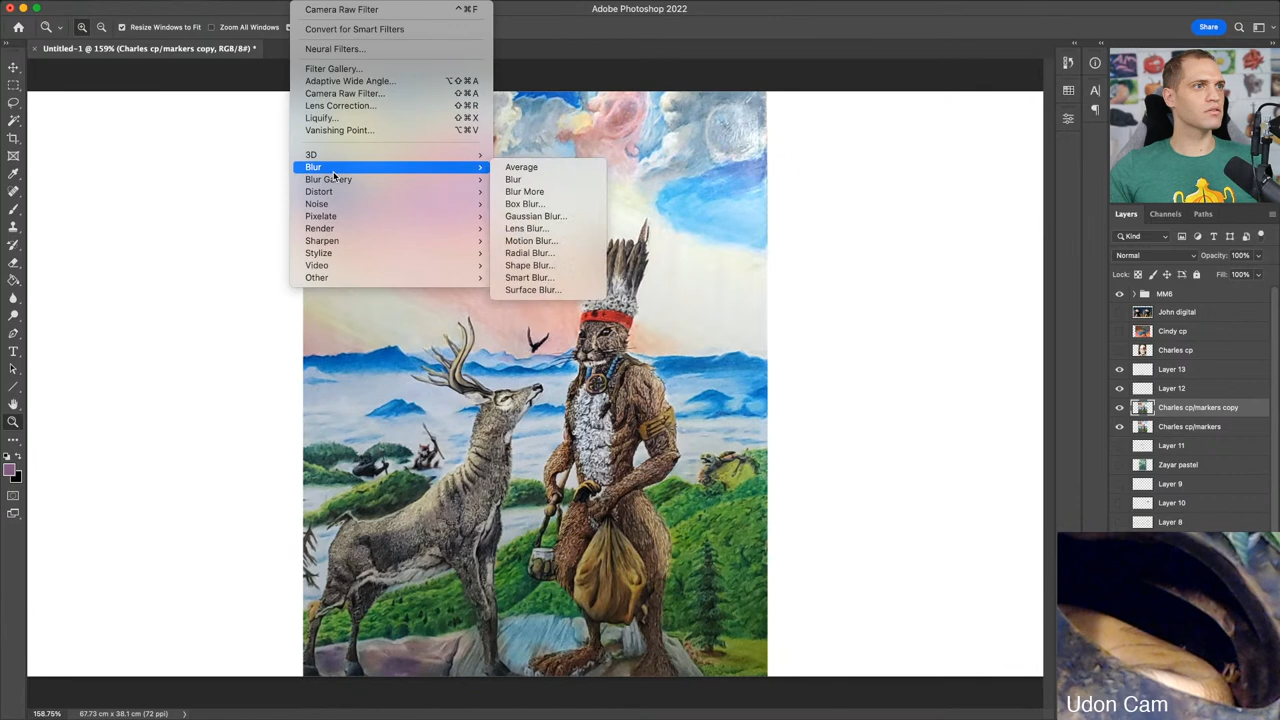 Camera Raw Filter ^⌘F
Adobe Photoshop 2022
Resize Windows to Fit
Zoom All Windows
Share
Convert for Smart Filters
Untitled-1 @ 159% (Charles cp/markers copy, RGB/8#) *
Neural Filters...
Filter Gallery...
Adaptive Wide Angle... ⌥⇧⌘A
Camera Raw Filter... ⇧⌘A
Lens Correction... ⇧⌘R
Liquify... ⇧⌘X
Vanishing Point... ⌥⌘V
3D
Blur
Blur Gallery
Distort
Noise
Pixelate
Render
Sharpen
Stylize
Video
Other
Average
Blur
Blur More
Box Blur...
Gaussian Blur...
Lens Blur...
Motion Blur...
Radial Blur...
Shape Blur...
Smart Blur...
Surface Blur...
Layers Channels Paths
Kind
Normal Opacity: 100%
Lock: Fill: 100%
MM6
John digital
Cindy cp
Charles cp
Layer 13
Layer 12
Charles cp/markers copy
Charles cp/markers
Layer 11
Zayar pastel
Layer 9
Layer 10
Layer 8
Udon Cam
158.75% 67.73 cm x 38.1 cm (72 ppi)